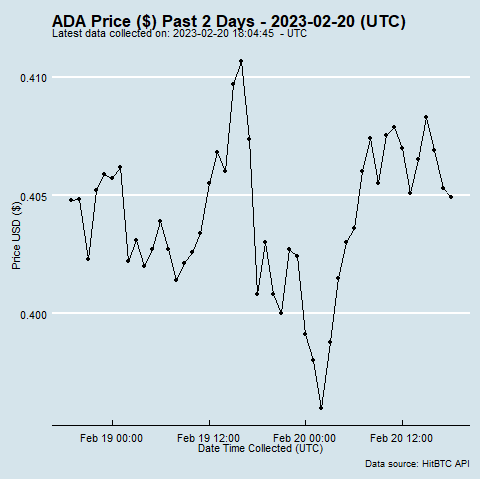 ADA Price ($) Past 2 Days - 2023-02-20 (UTC)
Latest data collected on: 2023-02-20 18:04:45 - UTC
0.410
0.405
0.400
Price USD ($)
Feb 19 00:00 Feb 19 12:00 Feb 20 00:00 Feb 20 12:00
Date Time Collected (UTC)
Data source: HitBTC API